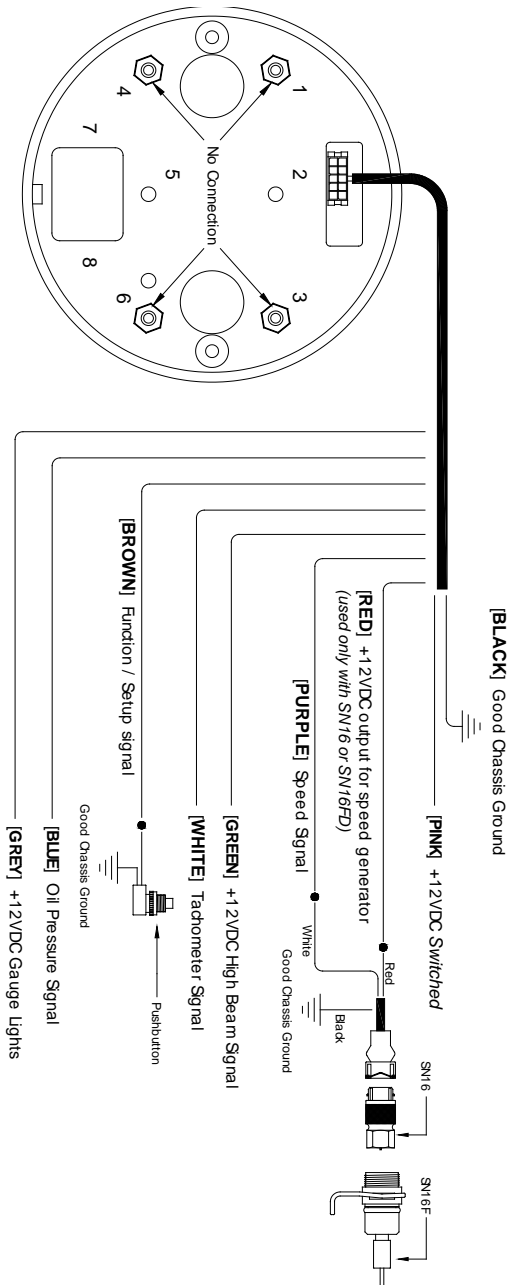 1
2
3
4
5
6
7
8
No Connection
[BLACK] Good Chassis Ground
[PINK] +12VDC Switched
[RED] +12VDC output for speed generator
(used only with SN16 or SN16FD)
[PURPLE] Speed Signal
[GREEN] +12VDC High Beam Signal
[WHITE] Tachometer Signal
[BROWN] Function / Setup signal
[BLUE] Oil Pressure Signal
[GREY] +12VDC Gauge Lights
Red
White
Black
Good Chassis Ground
SN16
SN16F
Good Chassis Ground
Pushbutton